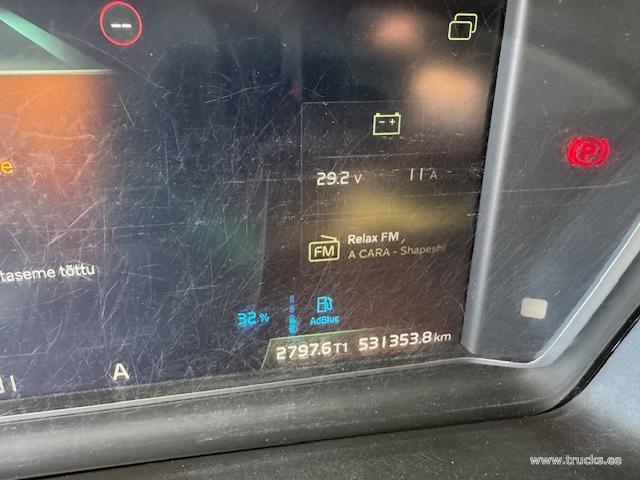 --
- +
29.2 V 11 A
e
FM Relax FM
A CARA - Shapeshi
taseme tõttu
32 % AdBlue
2797.6 T1 531353.8 km
A
P
www.trucks.ee